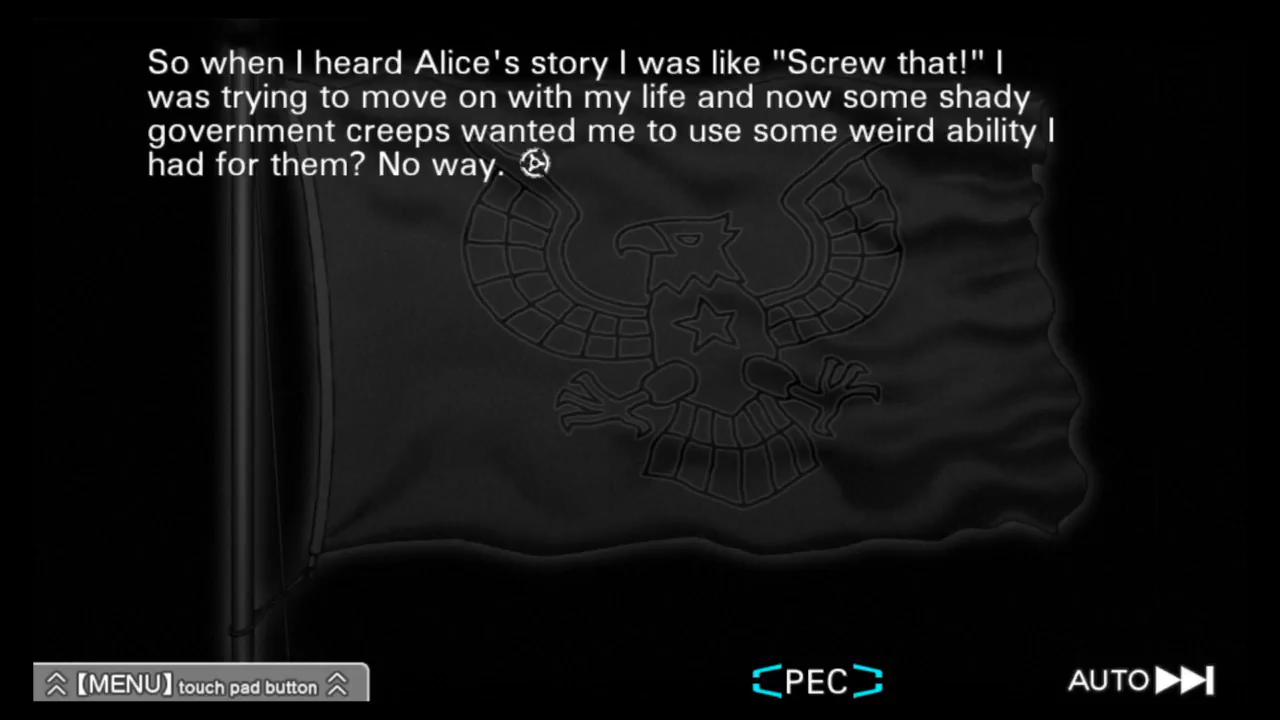 So when I heard Alice's story I was like "Screw that!" I
was trying to move on with my life and now some shady
government creeps wanted me to use some weird ability I
had for them? No way.
【MENU】touch pad button
PEC
AUTO